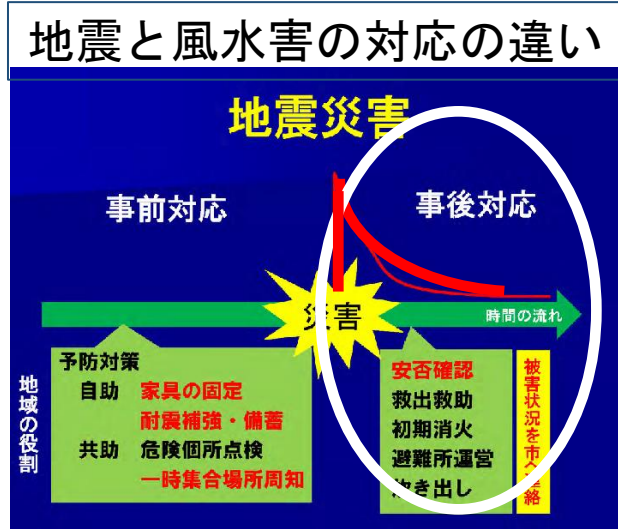 地震と風水害の対応の違い
地震災害
事前対応
事後対応
災害
時間の流れ
地域の役割
予防対策
自助 家具の固定
耐震補強・備蓄
共助 危険個所点検
一時集合場所周知
安否確認
救出救助
初期消火
避難所運営
炊き出し
被害状況を市へ連絡